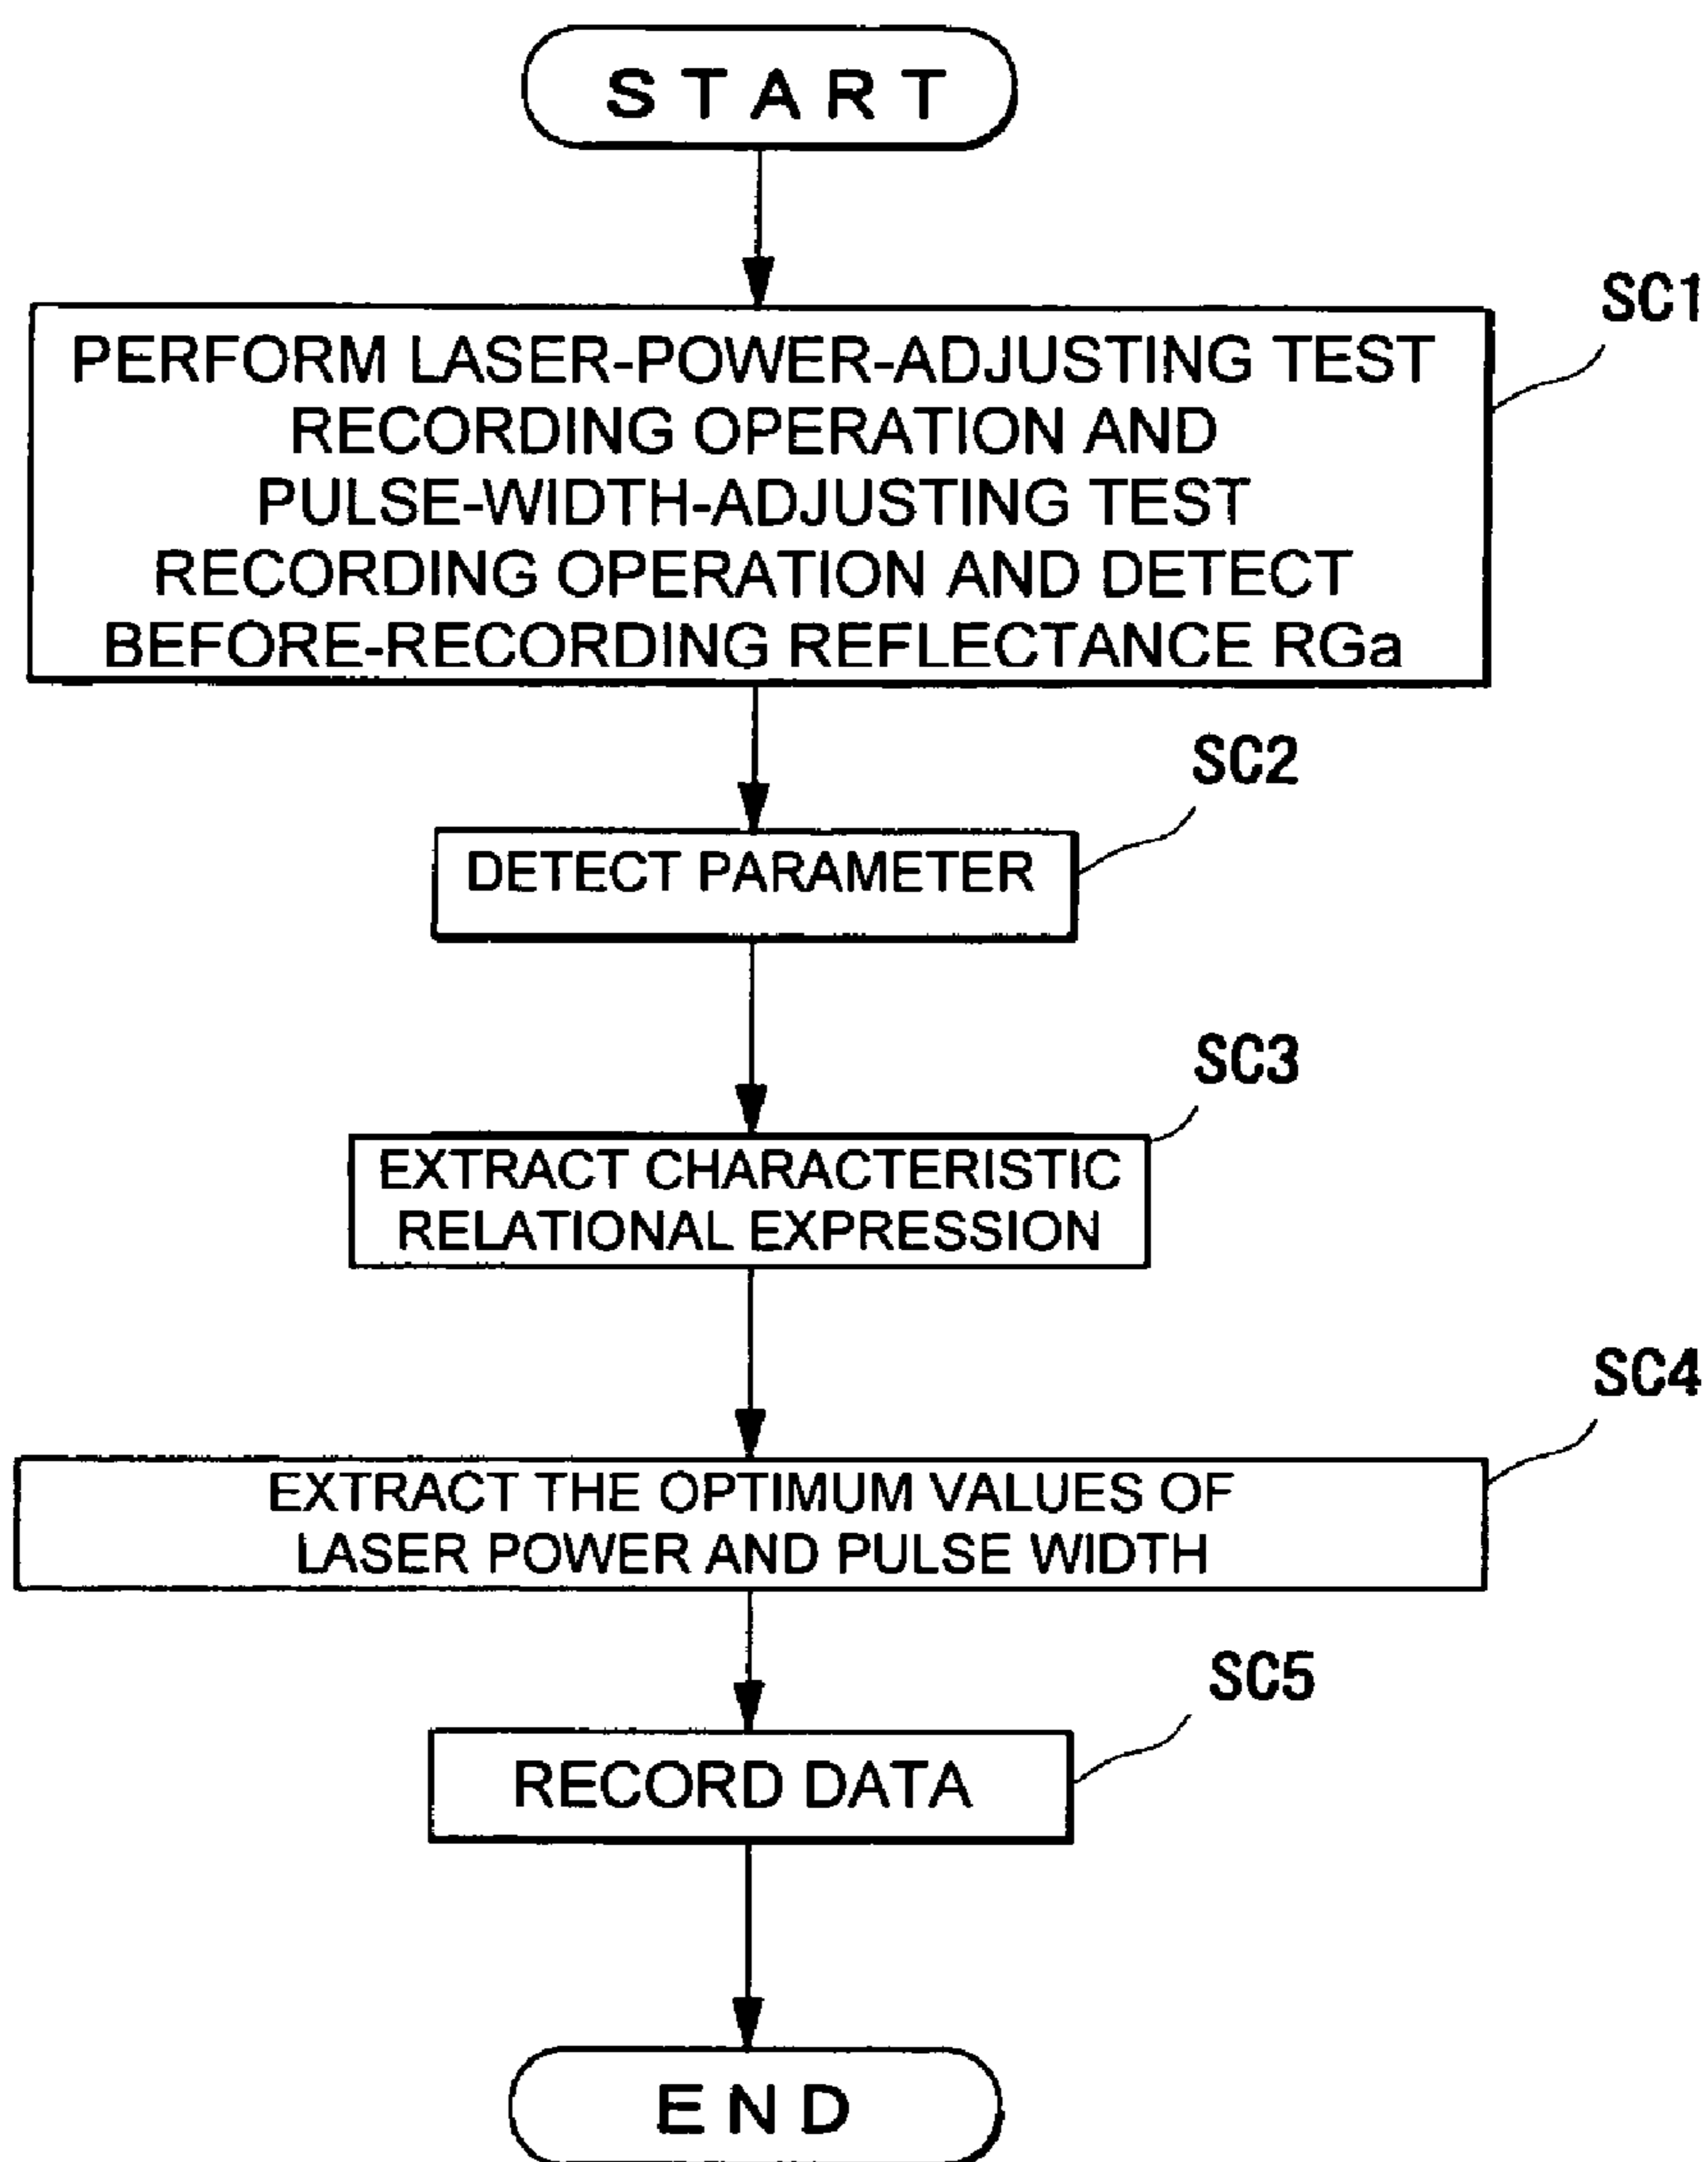 START
SC1
PERFORM LASER-POWER-ADJUSTING TEST
RECORDING OPERATION AND
PULSE-WIDTH-ADJUSTING TEST
RECORDING OPERATION AND DETECT
BEFORE-RECORDING REFLECTANCE RGa
SC2
DETECT PARAMETER
SC3
EXTRACT CHARACTERISTIC
RELATIONAL EXPRESSION
SC4
EXTRACT THE OPTIMUM VALUES OF
LASER POWER AND PULSE WIDTH
SC5
RECORD DATA
END